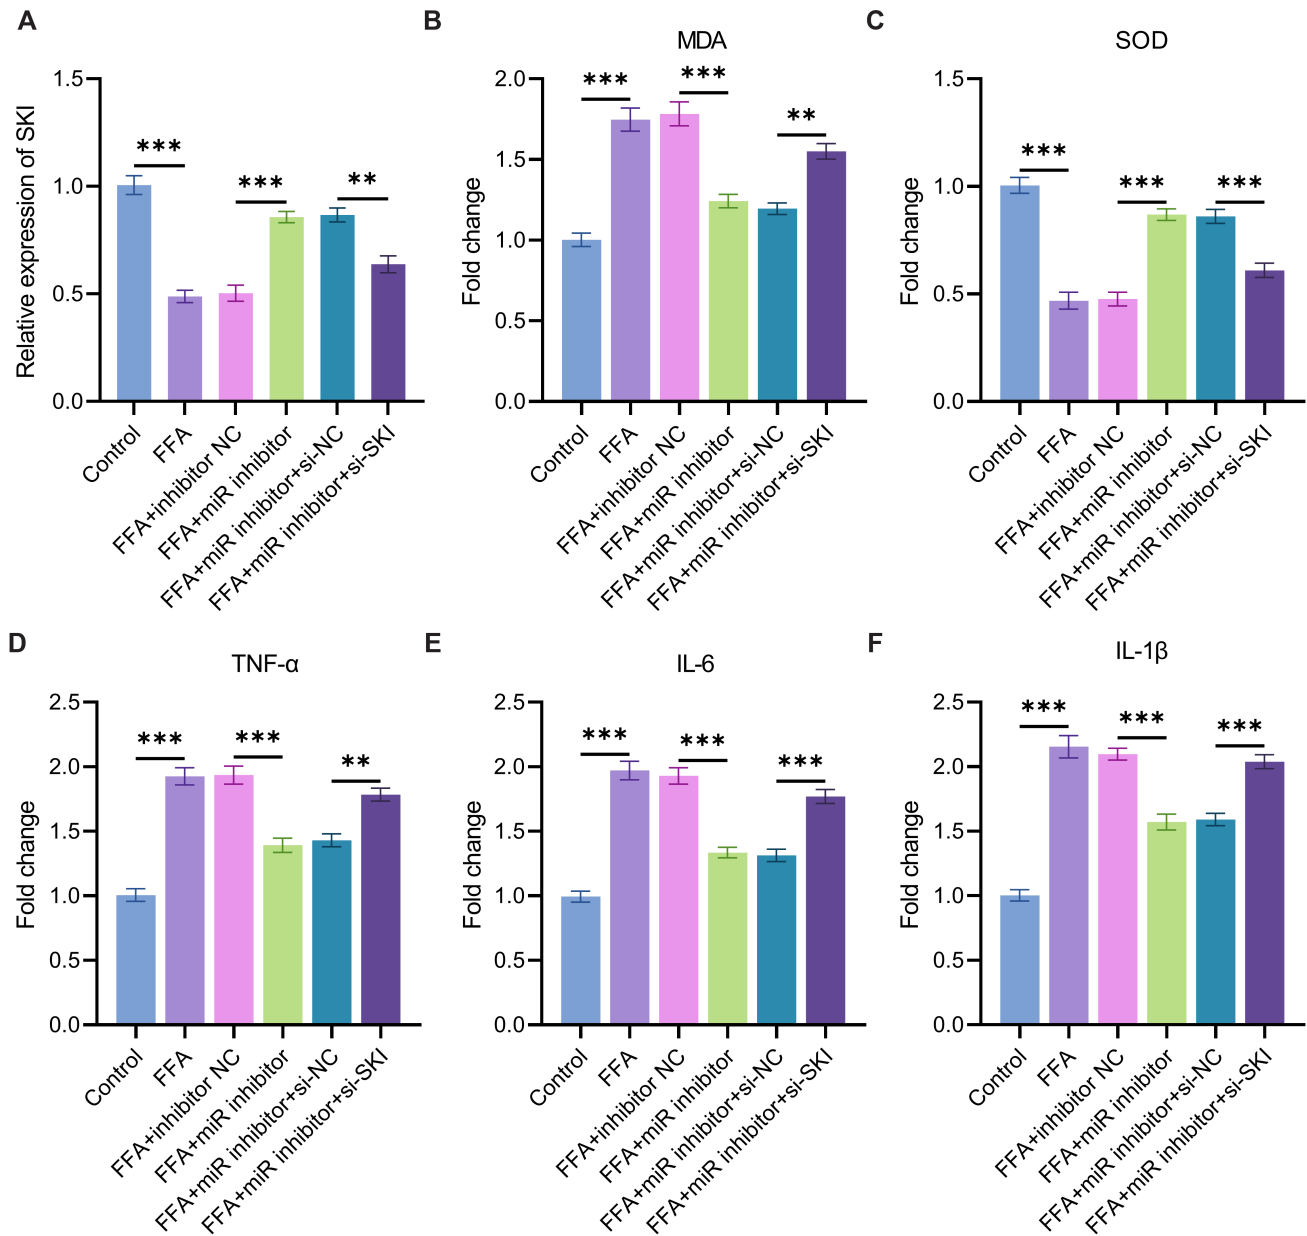 A
Relative expression of SKI
1.5
1.0
0.5
0.0
***
***
**
Control
FFA
FFA+inhibitor NC
FFA+miR inhibitor
FFA+miR inhibitor+si-NC
FFA+miR inhibitor+si-SKI
B
MDA
Fold change
2.0
1.5
1.0
0.5
0.0
***
***
**
Control
FFA
FFA+inhibitor NC
FFA+miR inhibitor
FFA+miR inhibitor+si-NC
FFA+miR inhibitor+si-SKI
C
SOD
Fold change
1.5
1.0
0.5
0.0
***
***
***
Control
FFA
FFA+inhibitor NC
FFA+miR inhibitor
FFA+miR inhibitor+si-NC
FFA+miR inhibitor+si-SKI
D
TNF-α
Fold change
2.5
2.0
1.5
1.0
0.5
0.0
***
***
**
Control
FFA
FFA+inhibitor NC
FFA+miR inhibitor
FFA+miR inhibitor+si-NC
FFA+miR inhibitor+si-SKI
E
IL-6
Fold change
2.5
2.0
1.5
1.0
0.5
0.0
***
***
***
Control
FFA
FFA+inhibitor NC
FFA+miR inhibitor
FFA+miR inhibitor+si-NC
FFA+miR inhibitor+si-SKI
F
IL-1β
Fold change
2.5
2.0
1.5
1.0
0.5
0.0
***
***
***
Control
FFA
FFA+inhibitor NC
FFA+miR inhibitor
FFA+miR inhibitor+si-NC
FFA+miR inhibitor+si-SKI